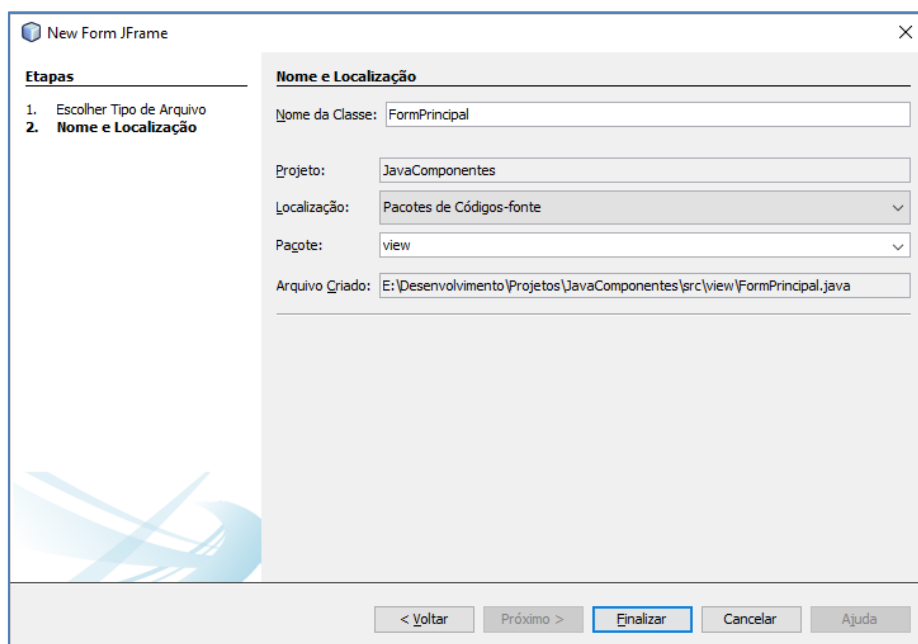 New Form JFrame
Etapas
1. Escolher Tipo de Arquivo
2. Nome e Localização
Nome e Localização
Nome da Classe: FormPrincipal
Projeto: JavaComponentes
Localização: Pacotes de Códigos-fonte
Pacote: view
Arquivo Criado: E:\Desenvolvimento\Projetos\JavaComponentes\src\view\FormPrincipal.java
< Voltar Próximo > Finalizar Cancelar Ajuda